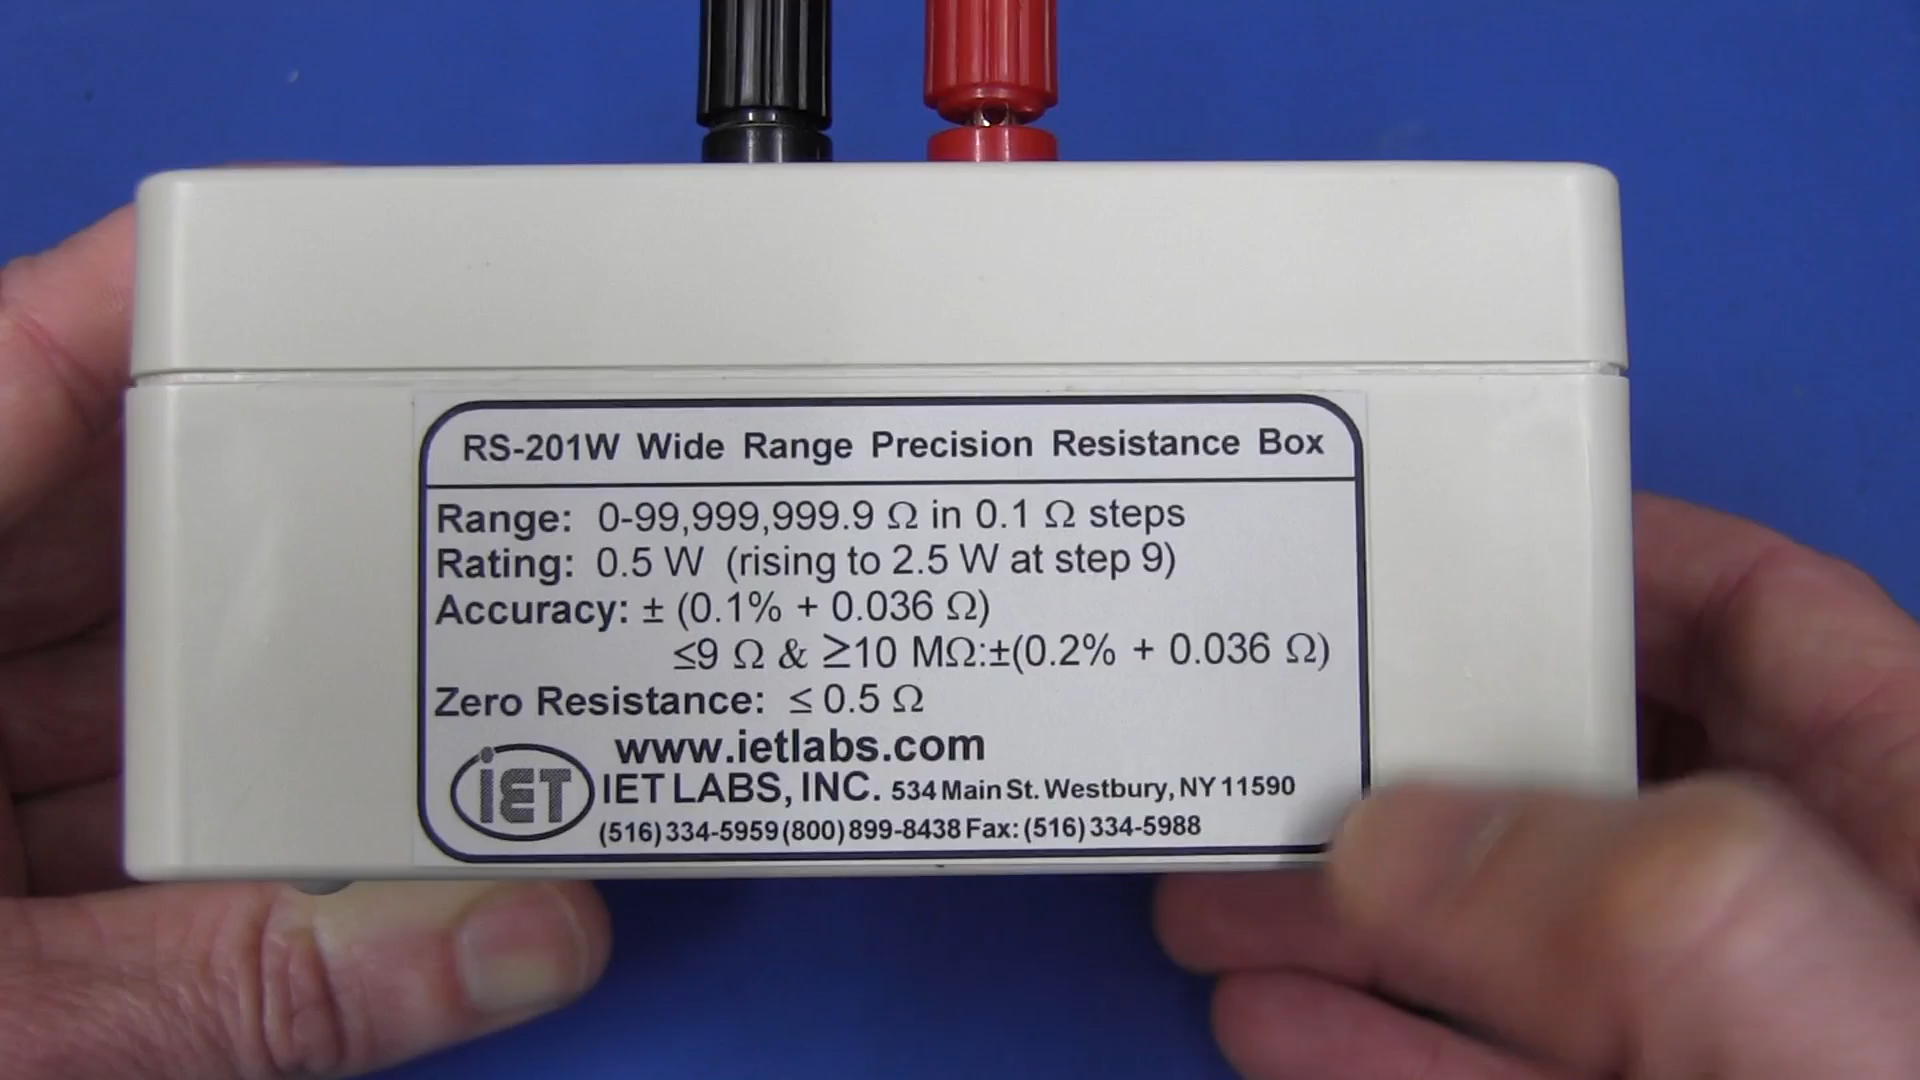 RS-201W Wide Range Precision Resistance Box
Range: 0-99,999,999.9 Ω in 0.1 Ω steps
Rating: 0.5 W (rising to 2.5 W at step 9)
Accuracy: ± (0.1% + 0.036 Ω)
≤9 Ω & ≥10 MΩ:±(0.2% + 0.036 Ω)
Zero Resistance: ≤ 0.5 Ω
www.ietlabs.com
iET IET LABS, INC. 534 Main St. Westbury, NY 11590
(516) 334-5959 (800) 899-8438 Fax: (516) 334-5988